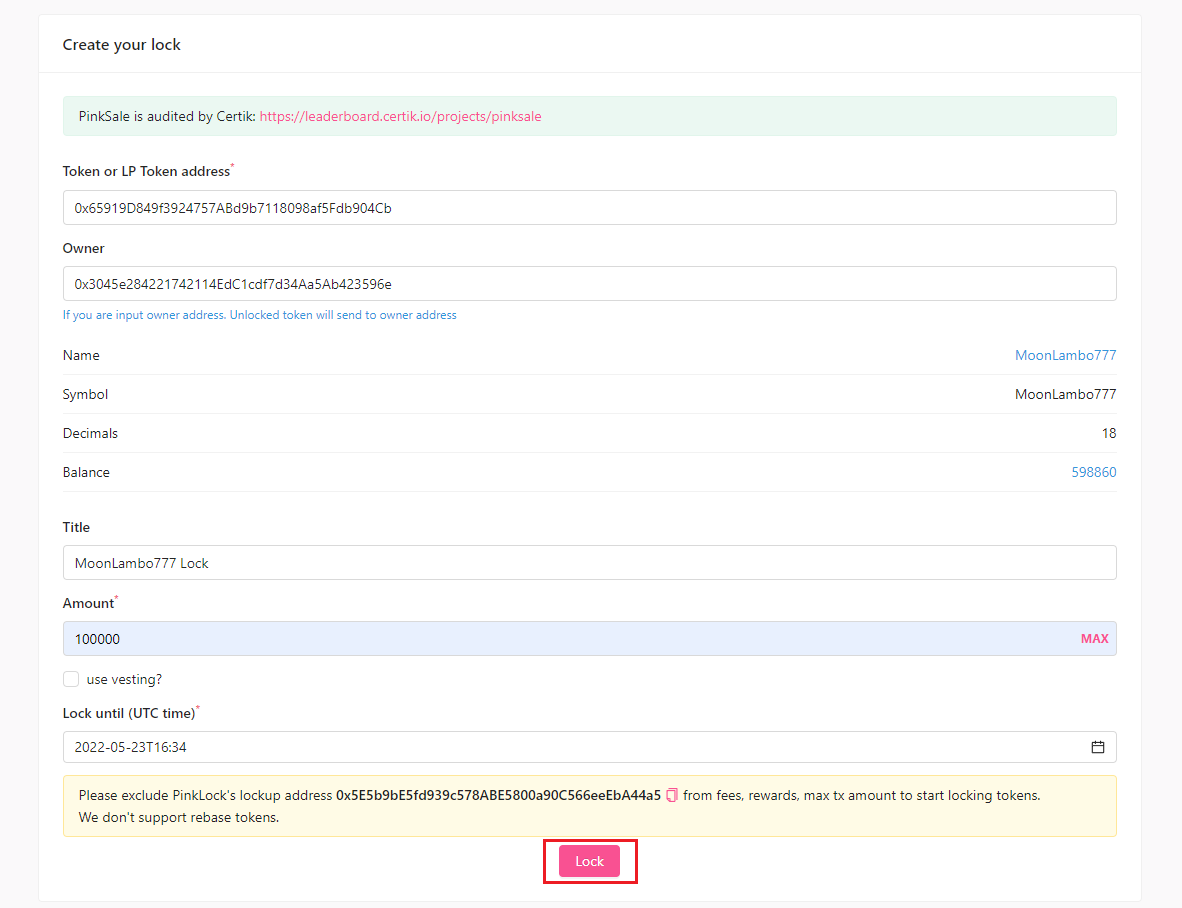 Create your lock
PinkSale is audited by Certik: https://leaderboard.certik.io/projects/pinksale
Token or LP Token address*
0x65919D849f3924757ABd9b7118098af5Fdb904Cb
Owner
0x3045e284221742114EdC1cdf7d34Aa5Ab423596e
If you are input owner address. Unlocked token will send to owner address
Name MoonLambo777
Symbol MoonLambo777
Decimals 18
Balance 598860
Title
MoonLambo777 Lock
Amount*
100000 MAX
use vesting?
Lock until (UTC time)*
2022-05-23T16:34
Please exclude PinkLock's lockup address 0x5E5b9bE5fd939c578ABE5800a90C566eeEbA44a5 from fees, rewards, max tx amount to start locking tokens.
We don't support rebase tokens.
Lock